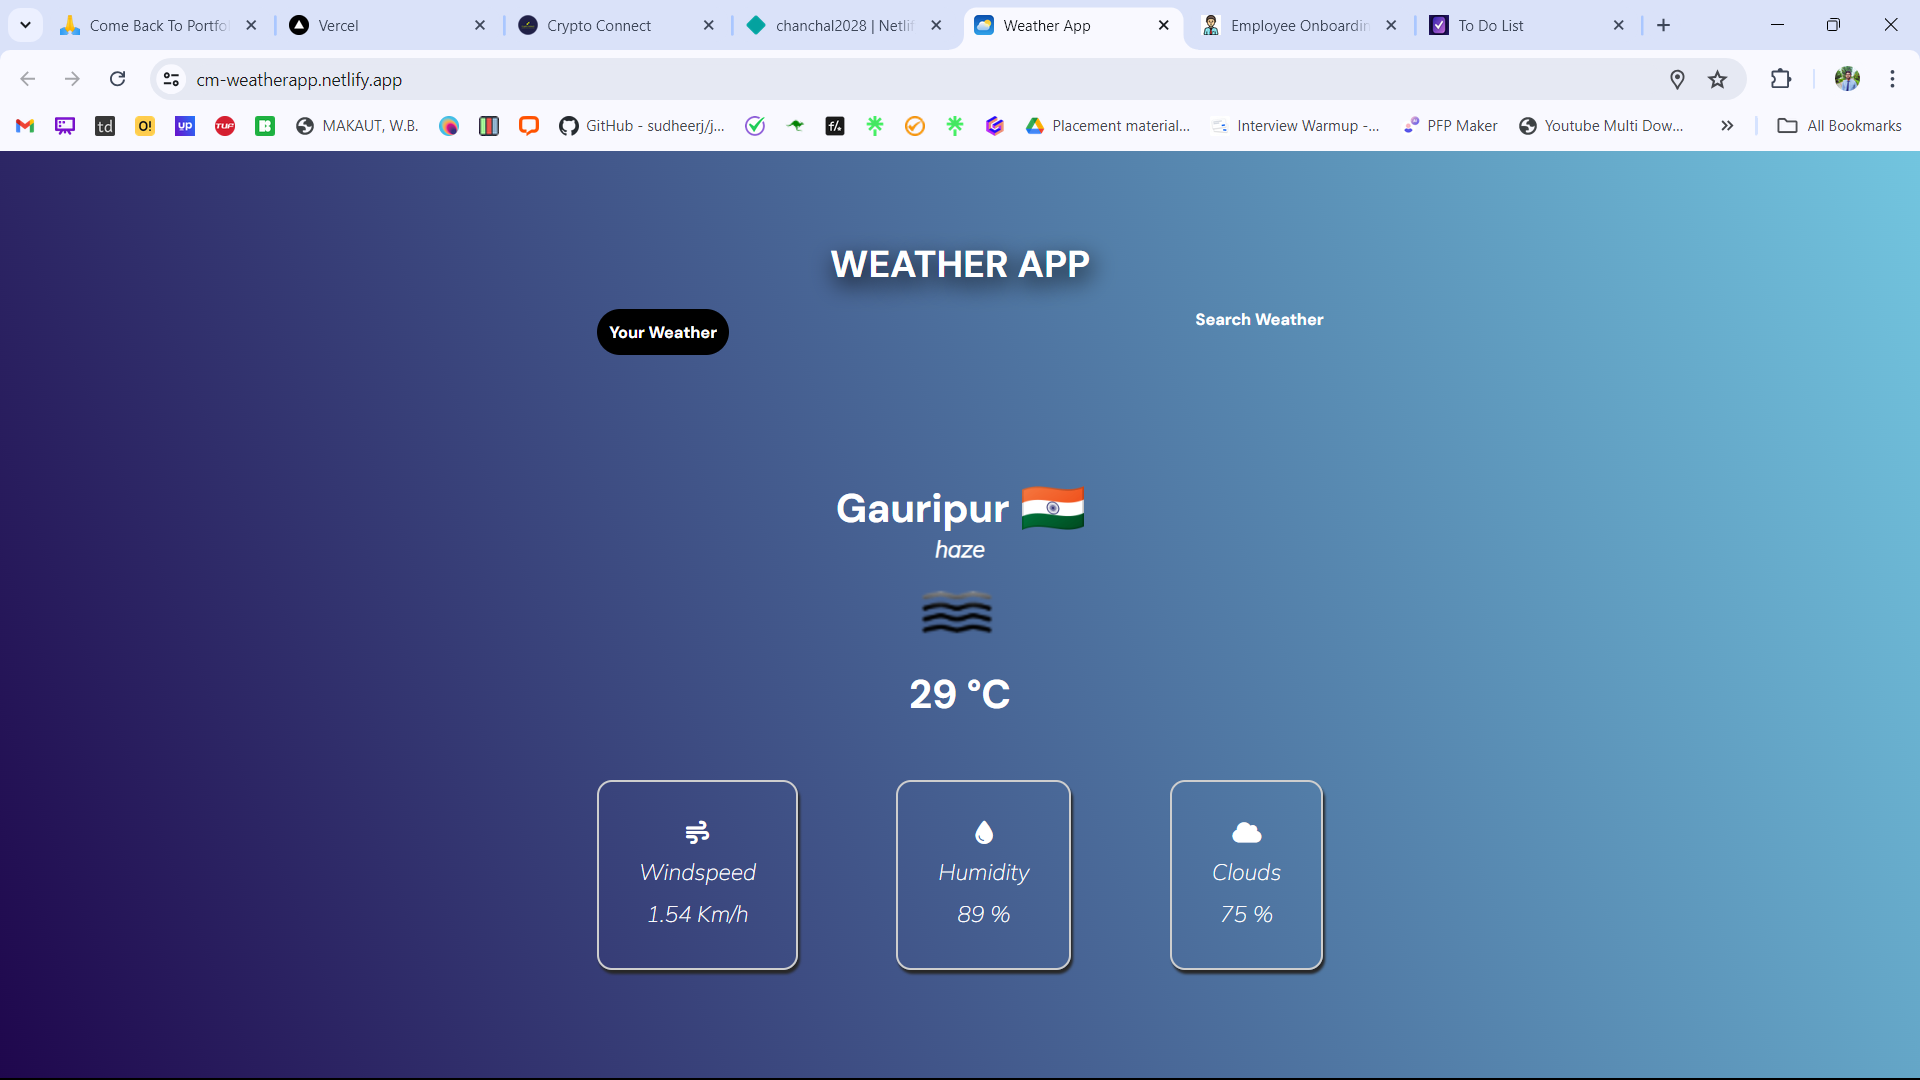 Come Back To Portfo
Vercel
Crypto Connect
chanchal2028 | Netlif
Weather App
Employee Onboardin
To Do List
cm-weatherapp.netlify.app
td
O!
up
TUF
MAKAUT, W.B.
GitHub - sudheerj/j...
f/.
Placement material...
Interview Warmup -...
PFP Maker
Youtube Multi Dow...
All Bookmarks
WEATHER APP
Your Weather
Search Weather
Gauripur
haze
29 °C
Windspeed
1.54 Km/h
Humidity
89 %
Clouds
75 %